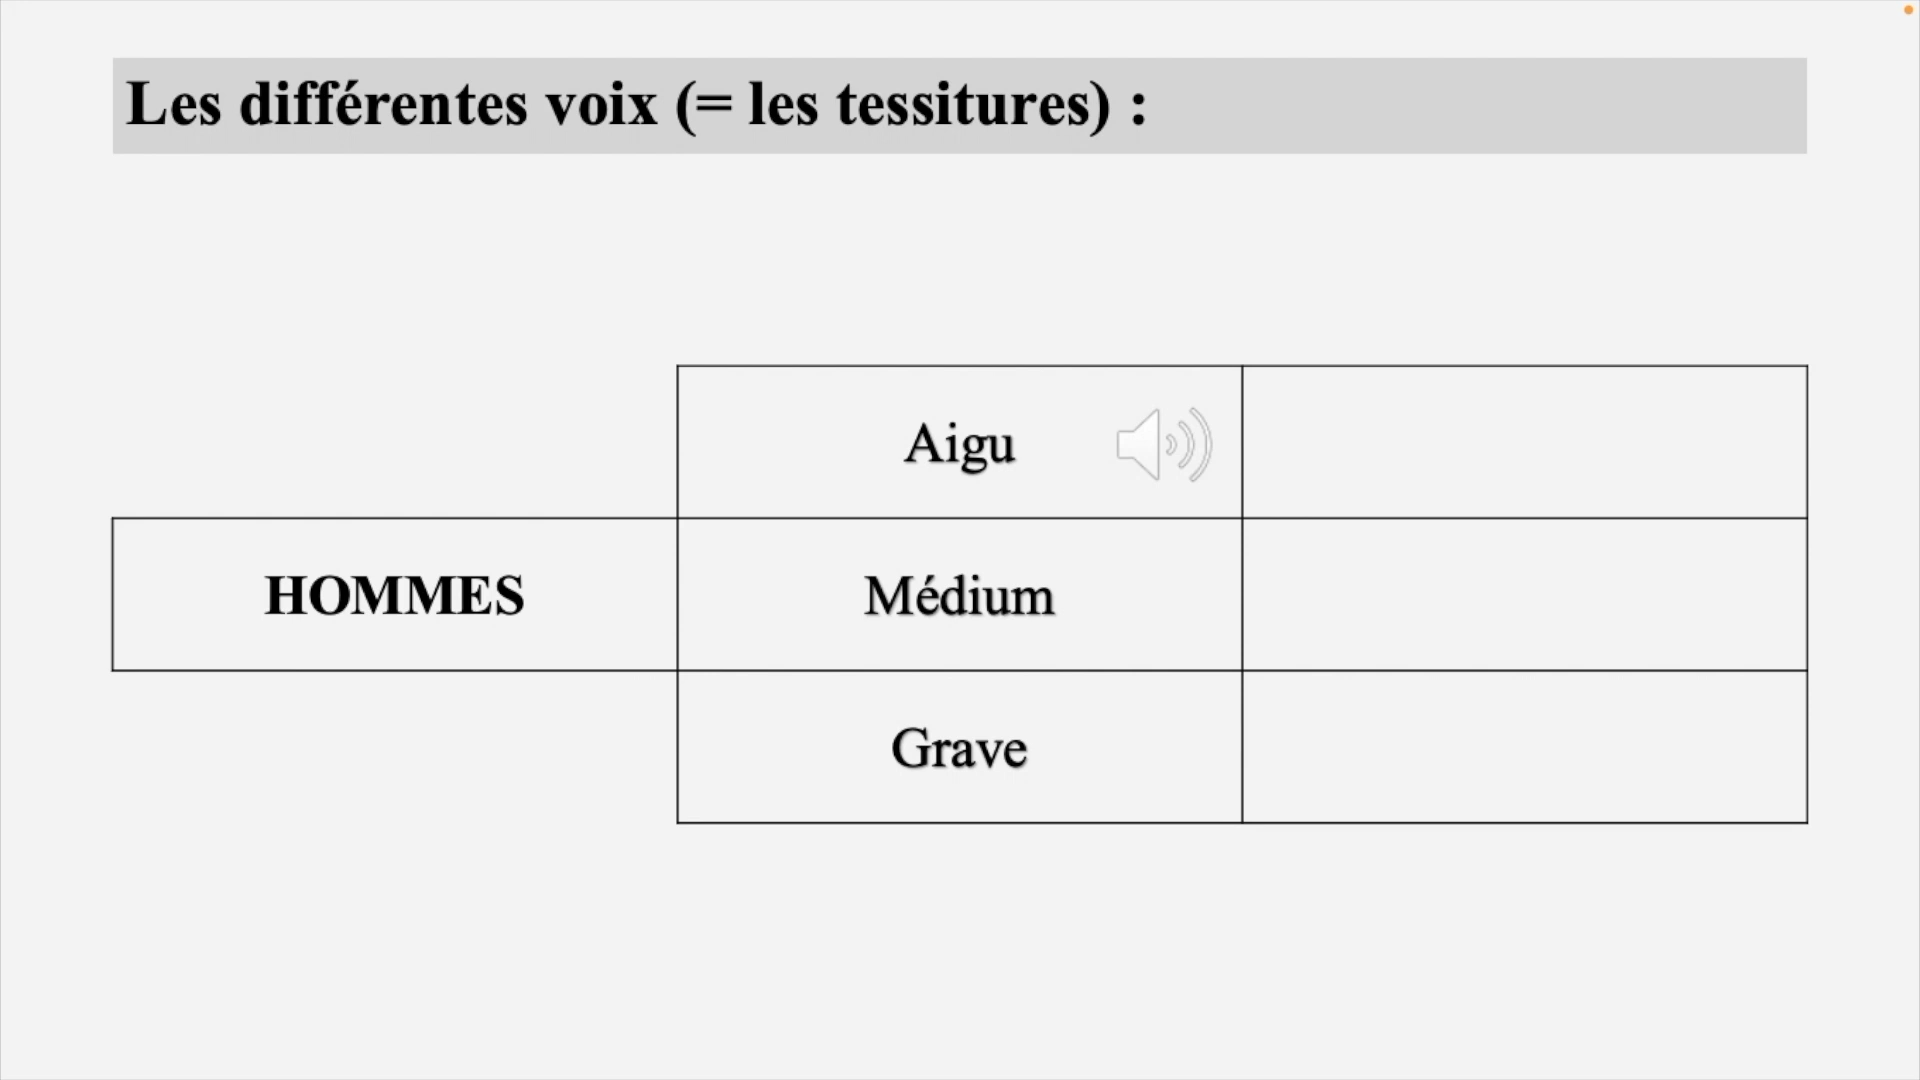 Les différentes voix (= les tessitures) :
Aigu
HOMMES
Médium
Grave